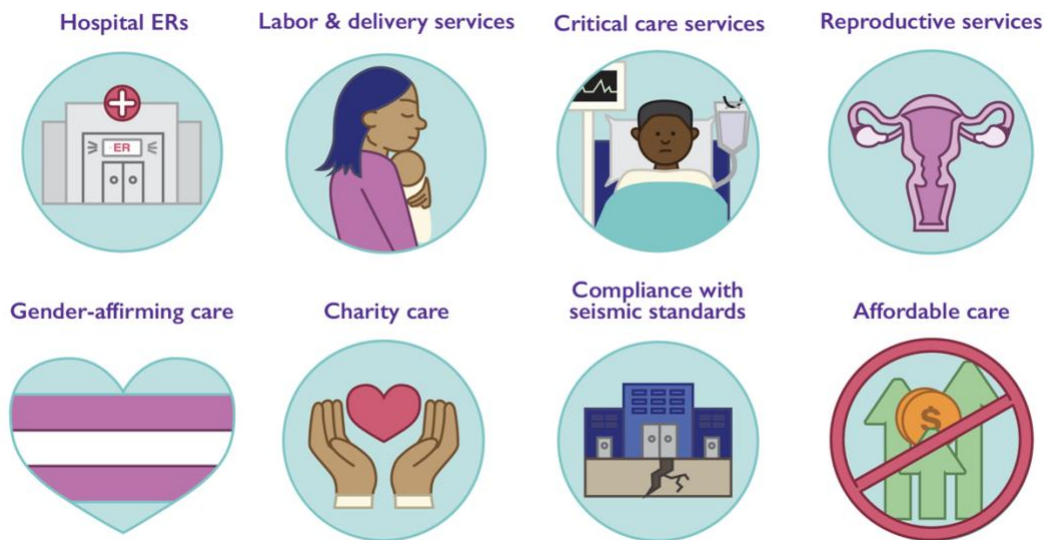 Hospital ERs
Labor & delivery services
Critical care services
Reproductive services
ER
Gender-affirming care
Charity care
Compliance with
seismic standards
Affordable care
$